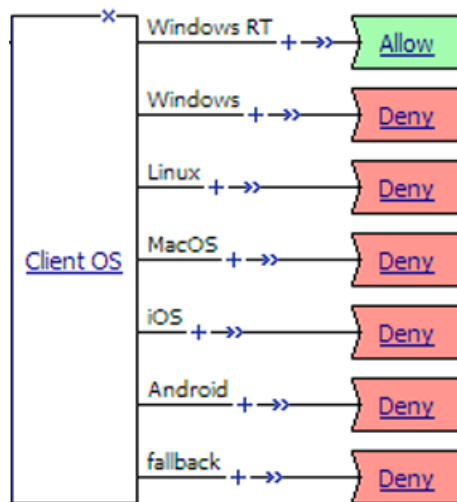 Windows RT
Allow
Windows
Deny
Linux
Deny
Client OS
MacOS
Deny
iOS
Deny
Android
Deny
fallback
Deny